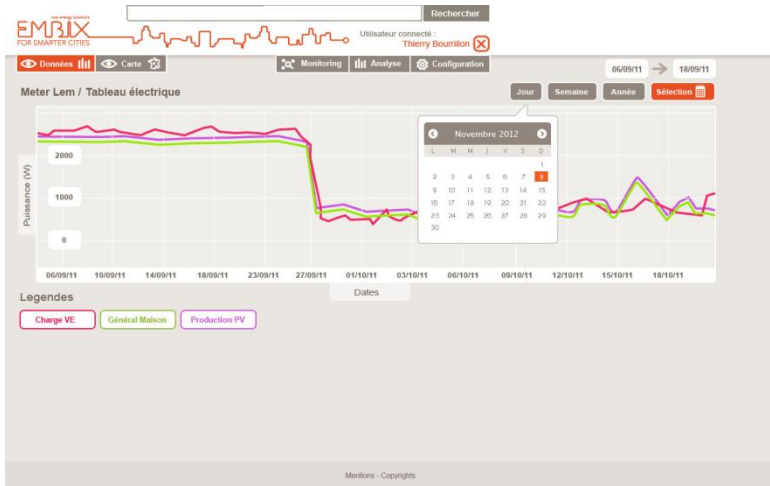 Rechercher
new energy solutions
EMBIX
FOR SMARTER CITIES
Utilisateur connecté :
Thierry Bourrillon
Données
Carte
Monitoring
Analyse
Configuration
06/09/11
18/09/11
Meter Lem / Tableau électrique
Jour
Semaine
Année
Sélection
Novembre 2012
L M M J V S D
1
2 3 4 5 6 7 8
9 10 11 12 13 14 15
16 17 18 19 20 21 22
23 24 25 26 27 28 29
30
Puissance (W)
2000
1000
0
06/09/11 10/09/11 14/09/11 18/09/11 23/09/11 27/09/11 01/10/11 03/10/11 06/10/11 09/10/11 12/10/11 15/10/11 18/10/11
Dates
Legendes
Charge VE
Général Maison
Production PV
Mentions - Copyrights